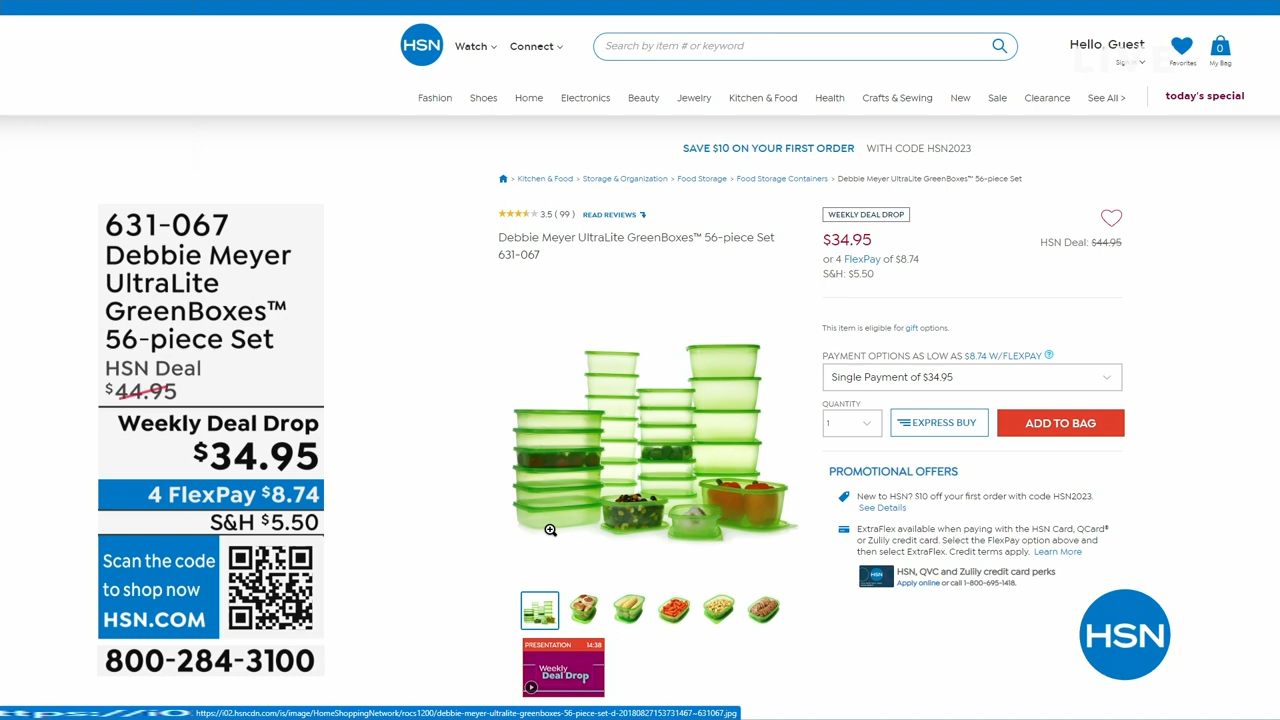 HSN
Watch
Connect
Search by item # or keyword
Hello, Guest
Favorites
My Bag
0
Fashion
Shoes
Home
Electronics
Beauty
Jewelry
Kitchen & Food
Health
Crafts & Sewing
New
Sale
Clearance
See All >
today's special
SAVE $10 ON YOUR FIRST ORDER WITH CODE HSN2023
> Kitchen & Food > Storage & Organization > Food Storage > Food Storage Containers > Debbie Meyer UltraLite GreenBoxes™ 56-piece Set
631-067
Debbie Meyer
UltraLite
GreenBoxes™
56-piece Set
HSN Deal
$44.95
Weekly Deal Drop
$34.95
4 FlexPay $8.74
S&H $5.50
Scan the code
to shop now
HSN.COM
800-284-3100
3.5 ( 99 ) READ REVIEWS
Debbie Meyer UltraLite GreenBoxes™ 56-piece Set
631-067
PRESENTATION 14:38
Weekly
Deal Drop
WEEKLY DEAL DROP
$34.95
HSN Deal: $44.95
or 4 FlexPay of $8.74
S&H: $5.50
This item is eligible for gift options.
PAYMENT OPTIONS AS LOW AS $8.74 W/FLEXPAY ?
Single Payment of $34.95
QUANTITY
1
EXPRESS BUY
ADD TO BAG
PROMOTIONAL OFFERS
New to HSN? $10 off your first order with code HSN2023.
See Details
ExtraFlex available when paying with the HSN Card, QCard®
or Zulily credit card. Select the FlexPay option above and
then select ExtraFlex. Credit terms apply. Learn More
HSN
HSN, QVC and Zulily credit card perks
Apply online or call 1-800-695-1418.
HSN
https://i02.hsncdn.com/is/image/HomeShoppingNetwork/rocs1200/debbie-meyer-ultralite-greenboxes-56-piece-set-d-20180827153731467~631067.jpg